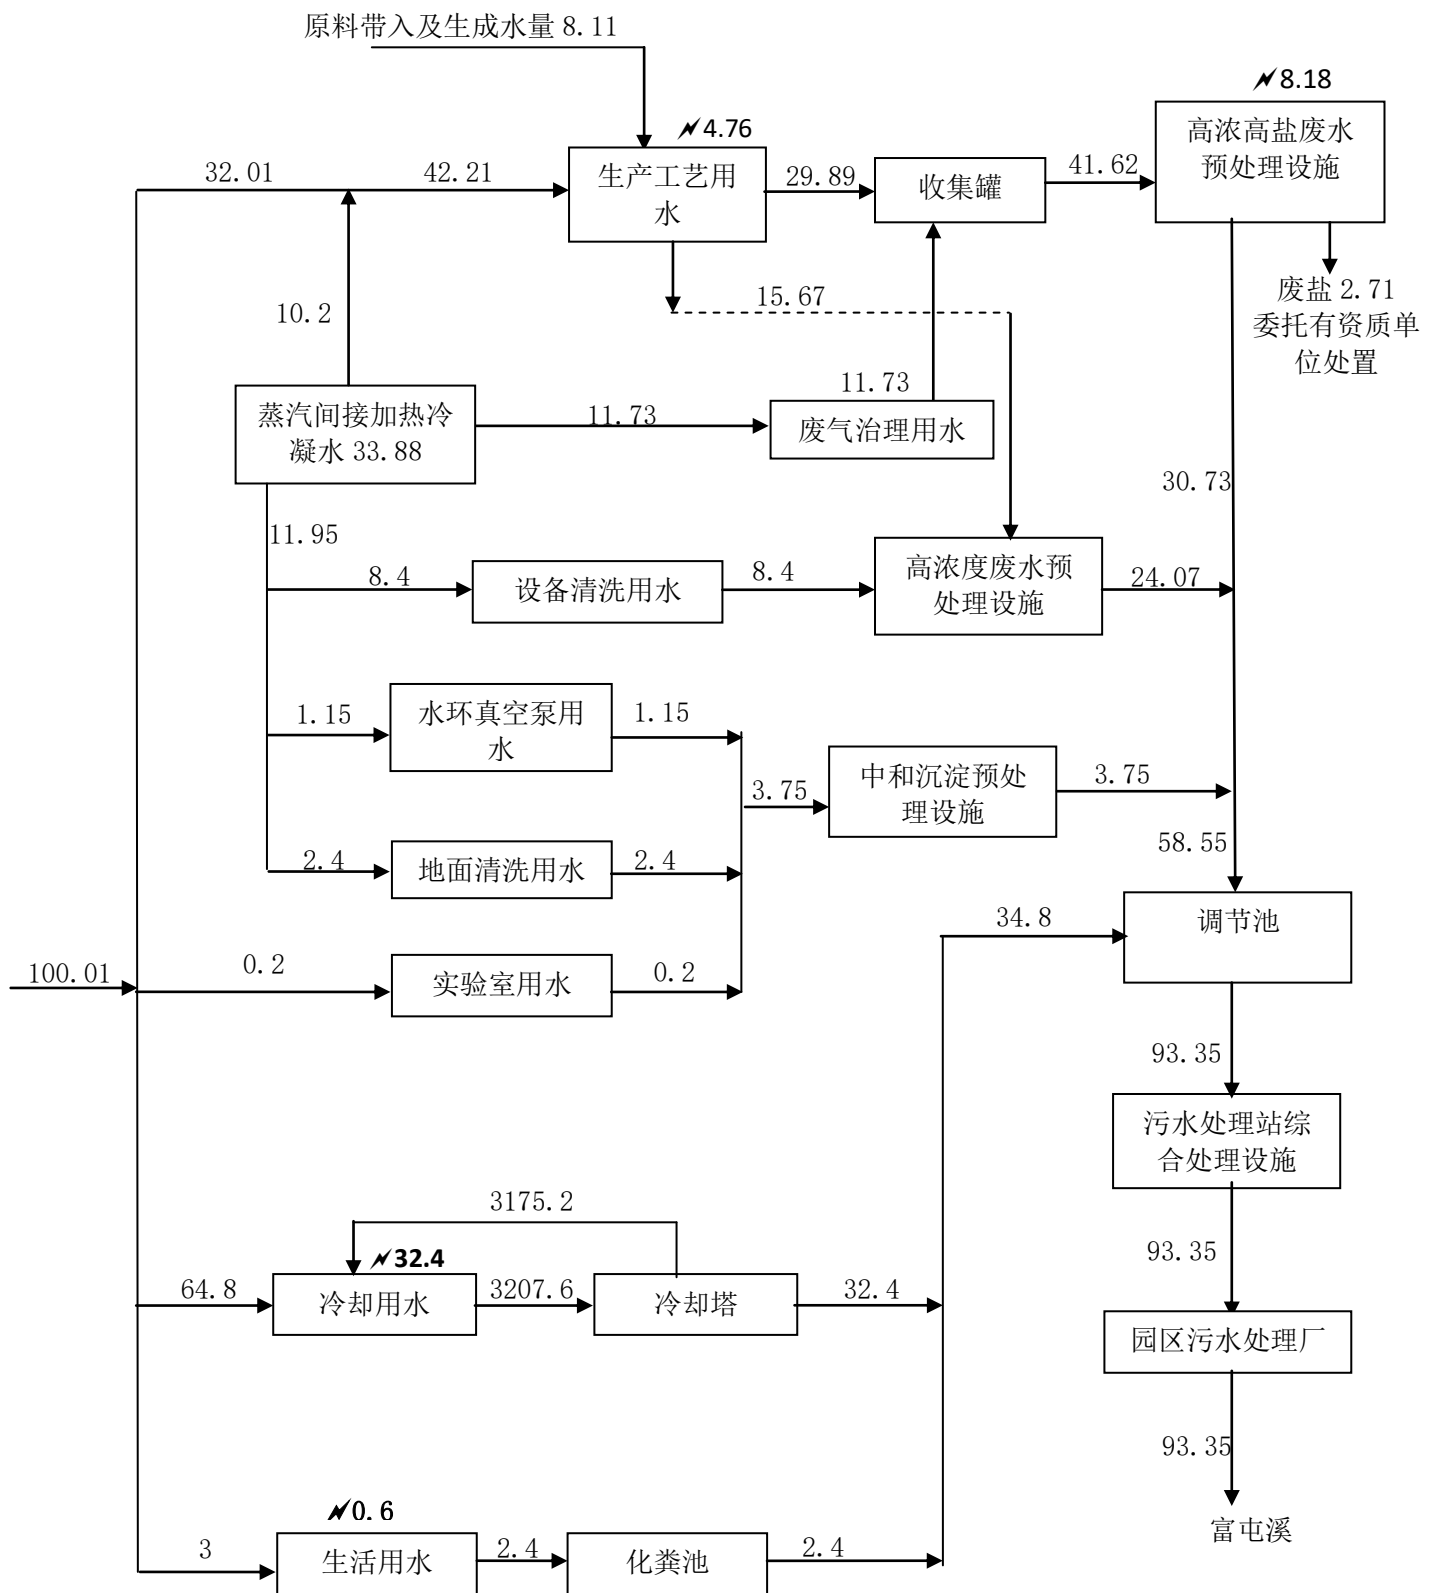 原料带入及生成水量 8.11
8.18
高浓高盐废水
预处理设施
4.76
32.01
42.21
生产工艺用
水
29.89
收集罐
41.62
15.67
废盐 2.71
委托有资质单
位处置
10.2
蒸汽间接加热冷
凝水 33.88
11.73
11.73
废气治理用水
30.73
11.95
8.4
设备清洗用水
8.4
高浓度废水预
处理设施
24.07
1.15
水环真空泵用
水
1.15
3.75
中和沉淀预处
理设施
3.75
58.55
2.4
地面清洗用水
2.4
34.8
调节池
100.01
0.2
实验室用水
0.2
93.35
污水处理站综
合处理设施
3175.2
32.4
64.8
冷却用水
3207.6
冷却塔
32.4
93.35
园区污水处理厂
93.35
富屯溪
0.6
3
生活用水
2.4
化粪池
2.4